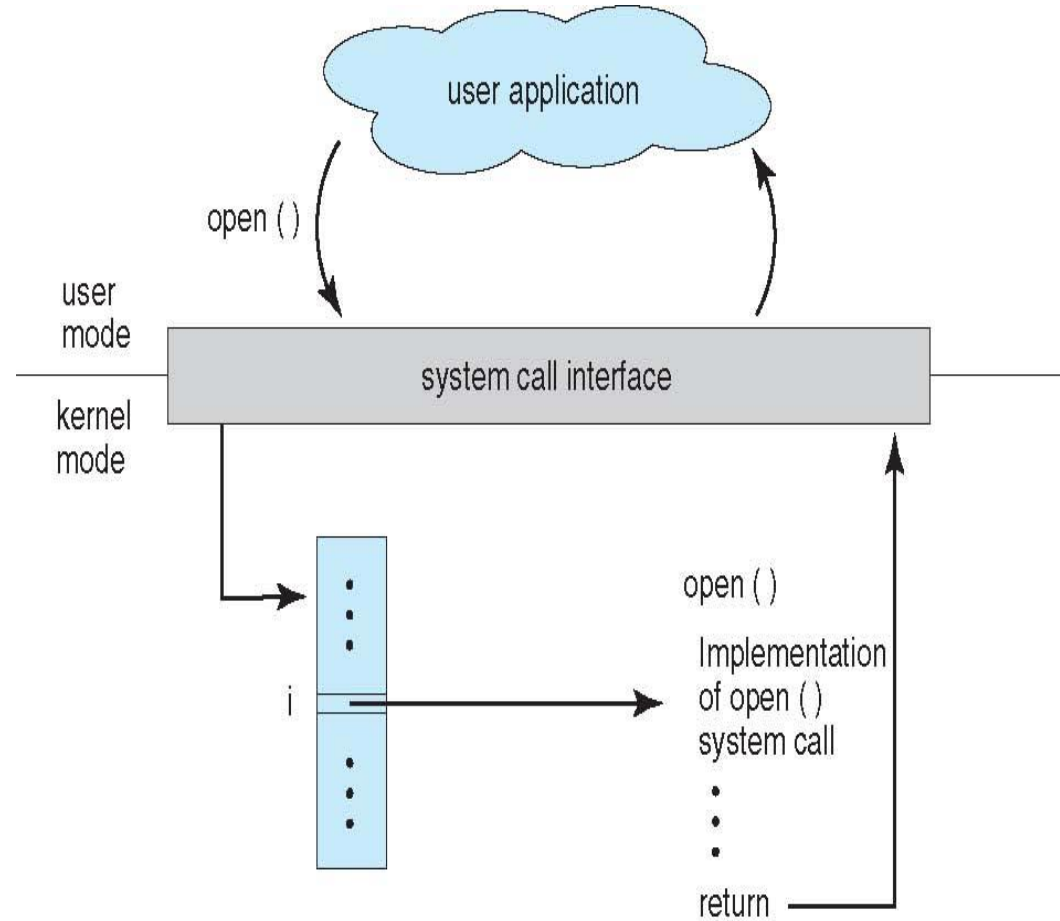 user application
open ( )
user
mode
system call interface
kernel
mode
open ( )
Implementation
of open ( )
system call
i
return